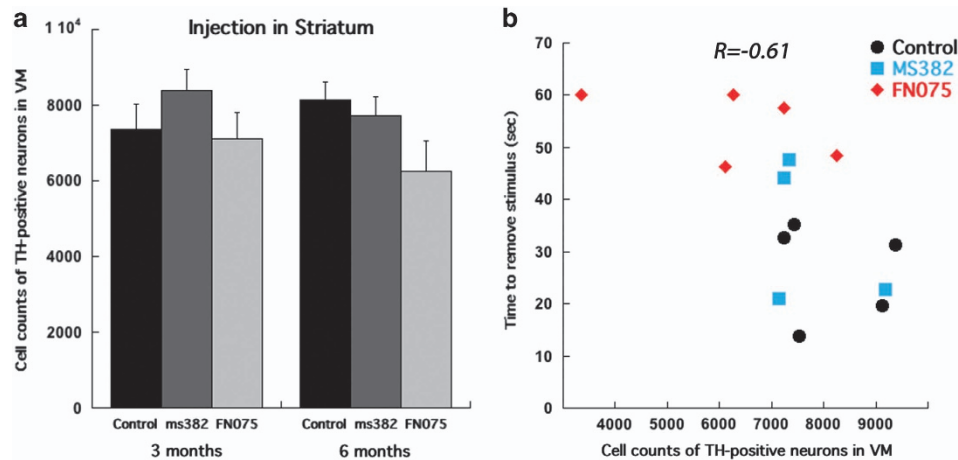 a
Injection in Striatum
1 10⁴
8000
6000
4000
2000
0
Cell counts of TH-positive neurons in VM
Control ms382 FN075
Control ms382 FN075
3 months
6 months
b
R=-0.61
Control
MS382
FN075
70
60
50
40
30
20
10
0
Time to remove stimulus (sec)
4000 5000 6000 7000 8000 9000
Cell counts of TH-positive neurons in VM